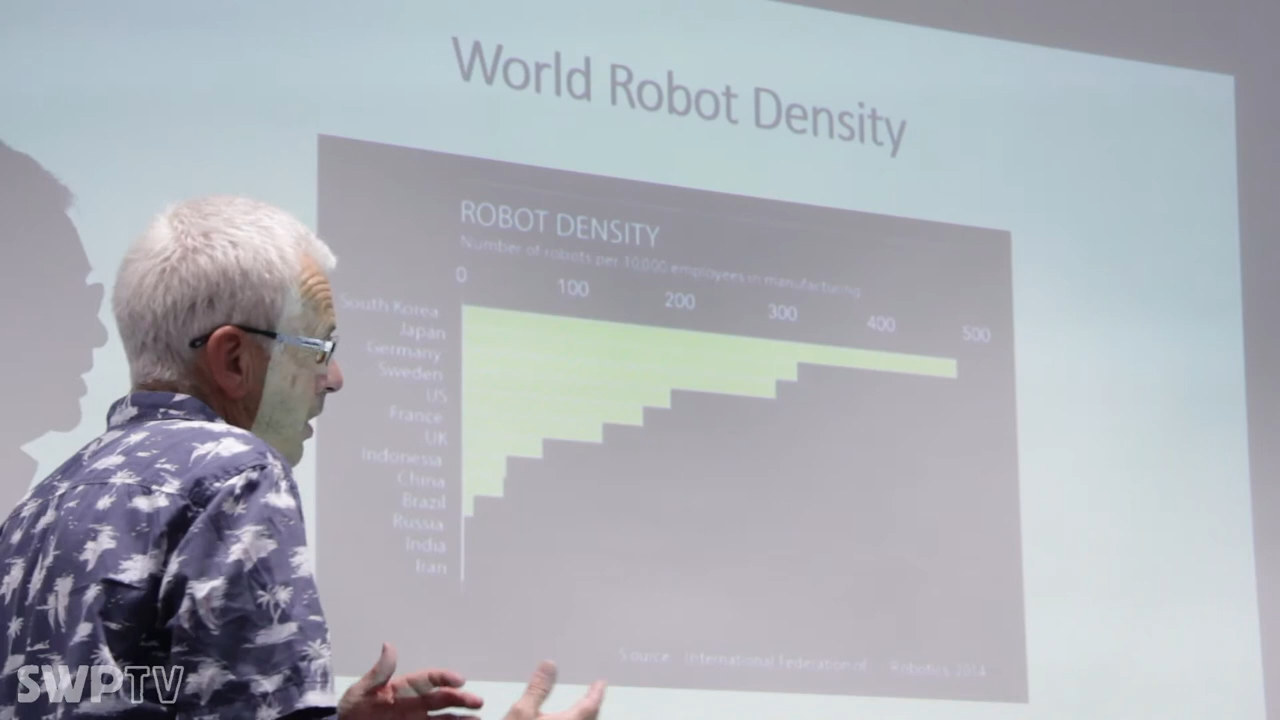 World Robot Density
ROBOT DENSITY
Number of robots per 10,000 employees in manufacturing
0 100 200 300 400 500
South Korea
Japan
Germany
Sweden
US
France
UK
Indonessa
China
Brazil
Russia
India
Iran
Source: International Federation of Robotics 2014
SWPTV